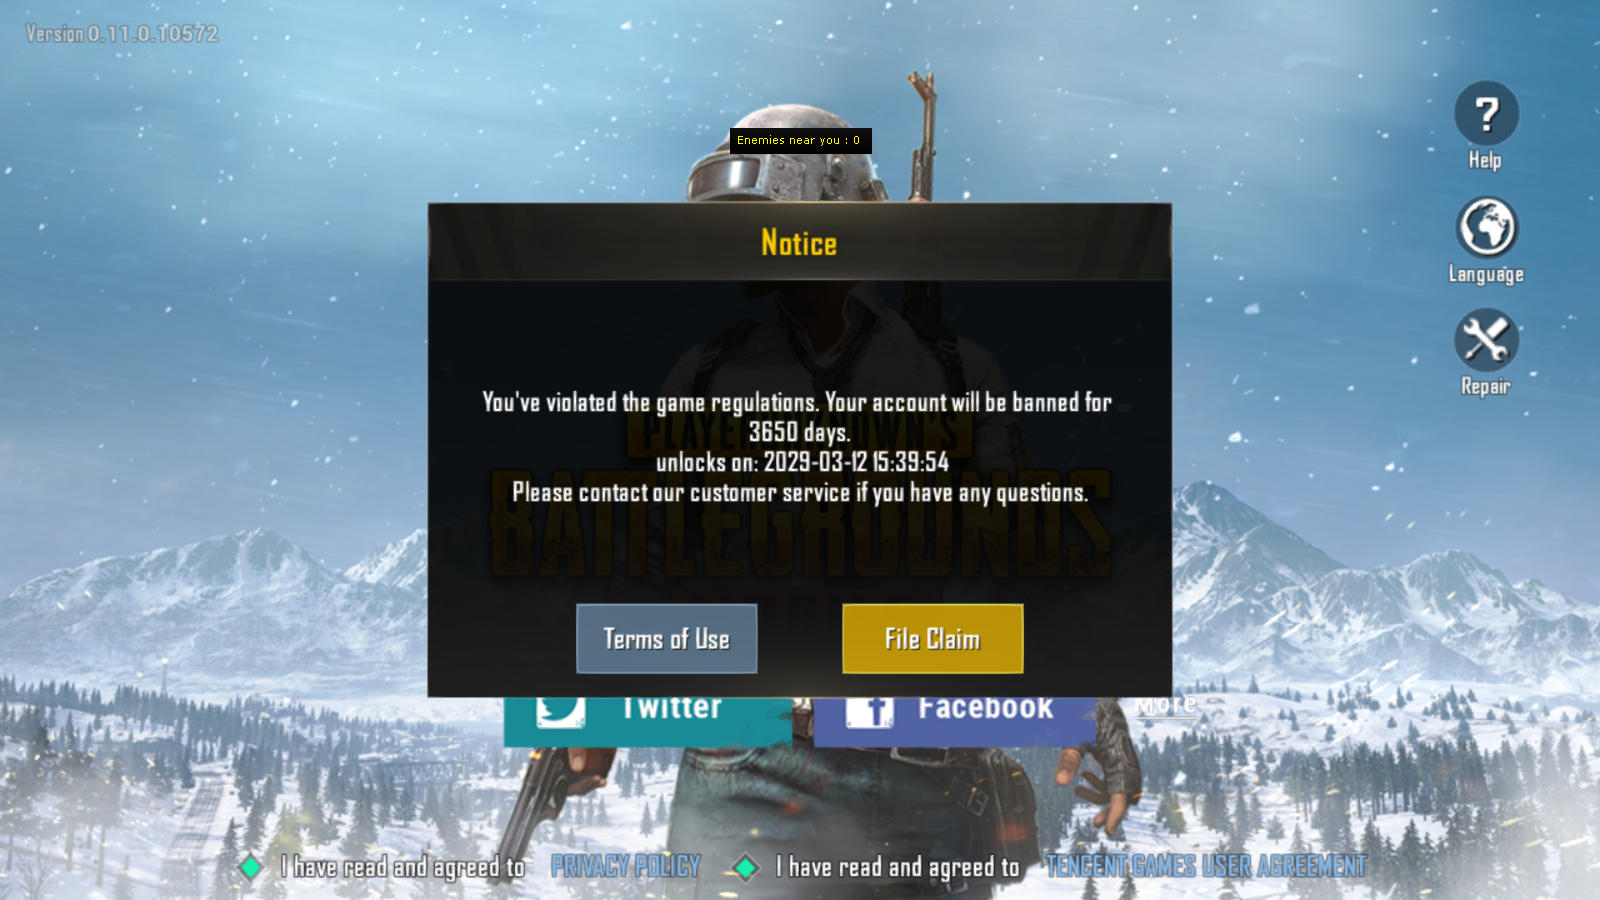 Version 0.11.0.10572
Enemies near you : 0
Help
Language
Repair
Notice
You've violated the game regulations. Your account will be banned for
3650 days.
unlocks on: 2029-03-12 15:39:54
Please contact our customer service if you have any questions.
PLAYERUNKNOWN'S
BATTLEGROUNDS
Terms of Use
File Claim
Twitter
Facebook
More
I have read and agreed to PRIVACY POLICY
I have read and agreed to TENCENT GAMES USER AGREEMENT